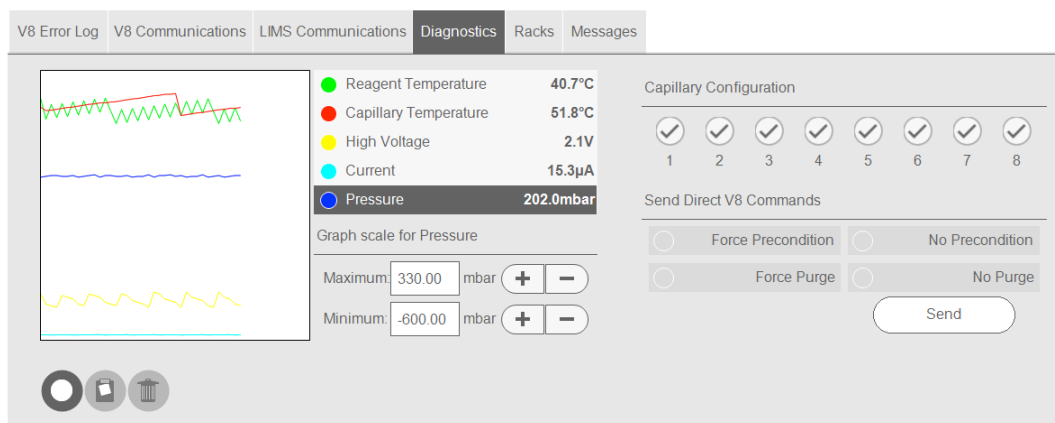 V8 Error Log V8 Communications LIMS Communications Diagnostics Racks Messages
Reagent Temperature 40.7°C
Capillary Temperature 51.8°C
High Voltage 2.1V
Current 15.3µA
Pressure 202.0mbar
Graph scale for Pressure
Maximum: 330.00 mbar + −
Minimum: -600.00 mbar + −
Capillary Configuration
1 2 3 4 5 6 7 8
Send Direct V8 Commands
Force Precondition No Precondition
Force Purge No Purge
Send